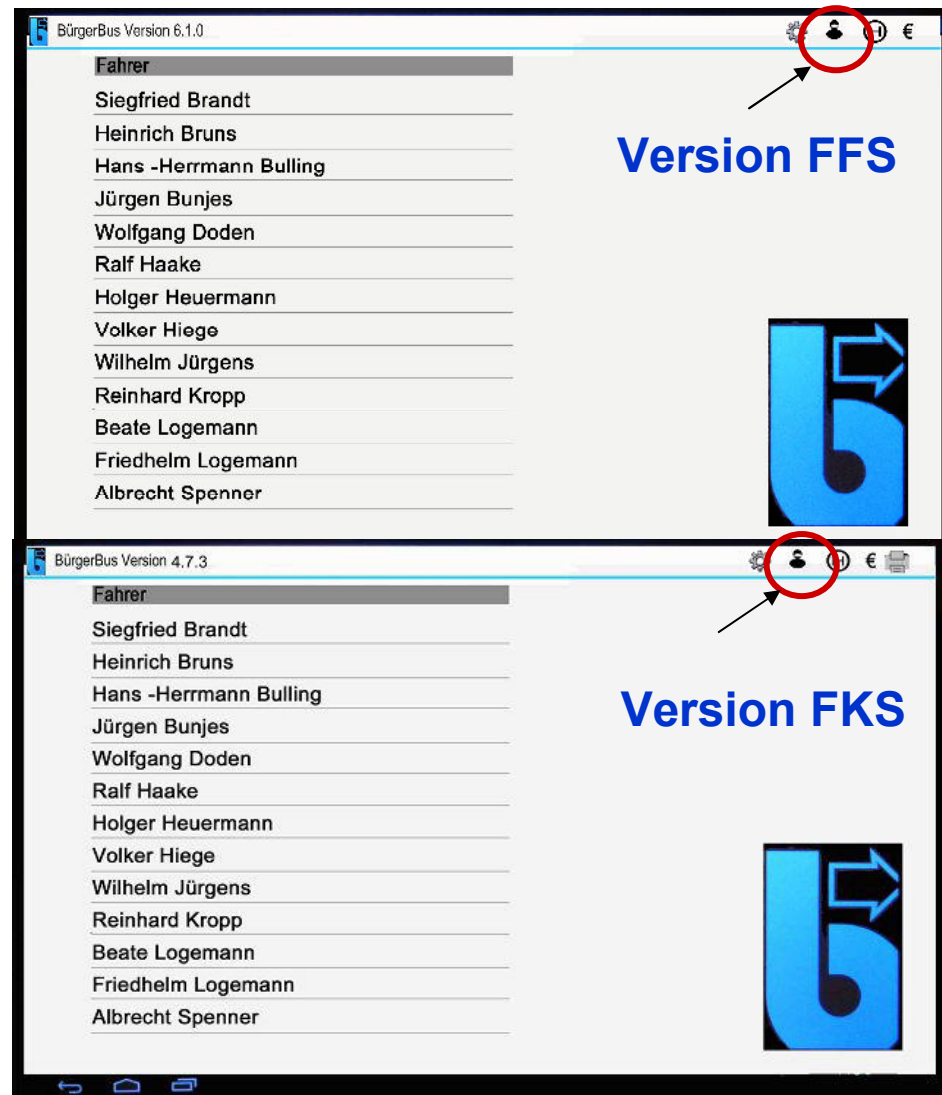 BürgerBus Version 6.1.0
H €
Fahrer
Siegfried Brandt
Heinrich Bruns
Hans -Herrmann Bulling
Jürgen Bunjes
Wolfgang Doden
Ralf Haake
Holger Heuermann
Volker Hiege
Wilhelm Jürgens
Reinhard Kropp
Beate Logemann
Friedhelm Logemann
Albrecht Spenner
Version FFS
BürgerBus Version 4.7.3
H €
Fahrer
Siegfried Brandt
Heinrich Bruns
Hans -Herrmann Bulling
Jürgen Bunjes
Wolfgang Doden
Ralf Haake
Holger Heuermann
Volker Hiege
Wilhelm Jürgens
Reinhard Kropp
Beate Logemann
Friedhelm Logemann
Albrecht Spenner
Version FKS